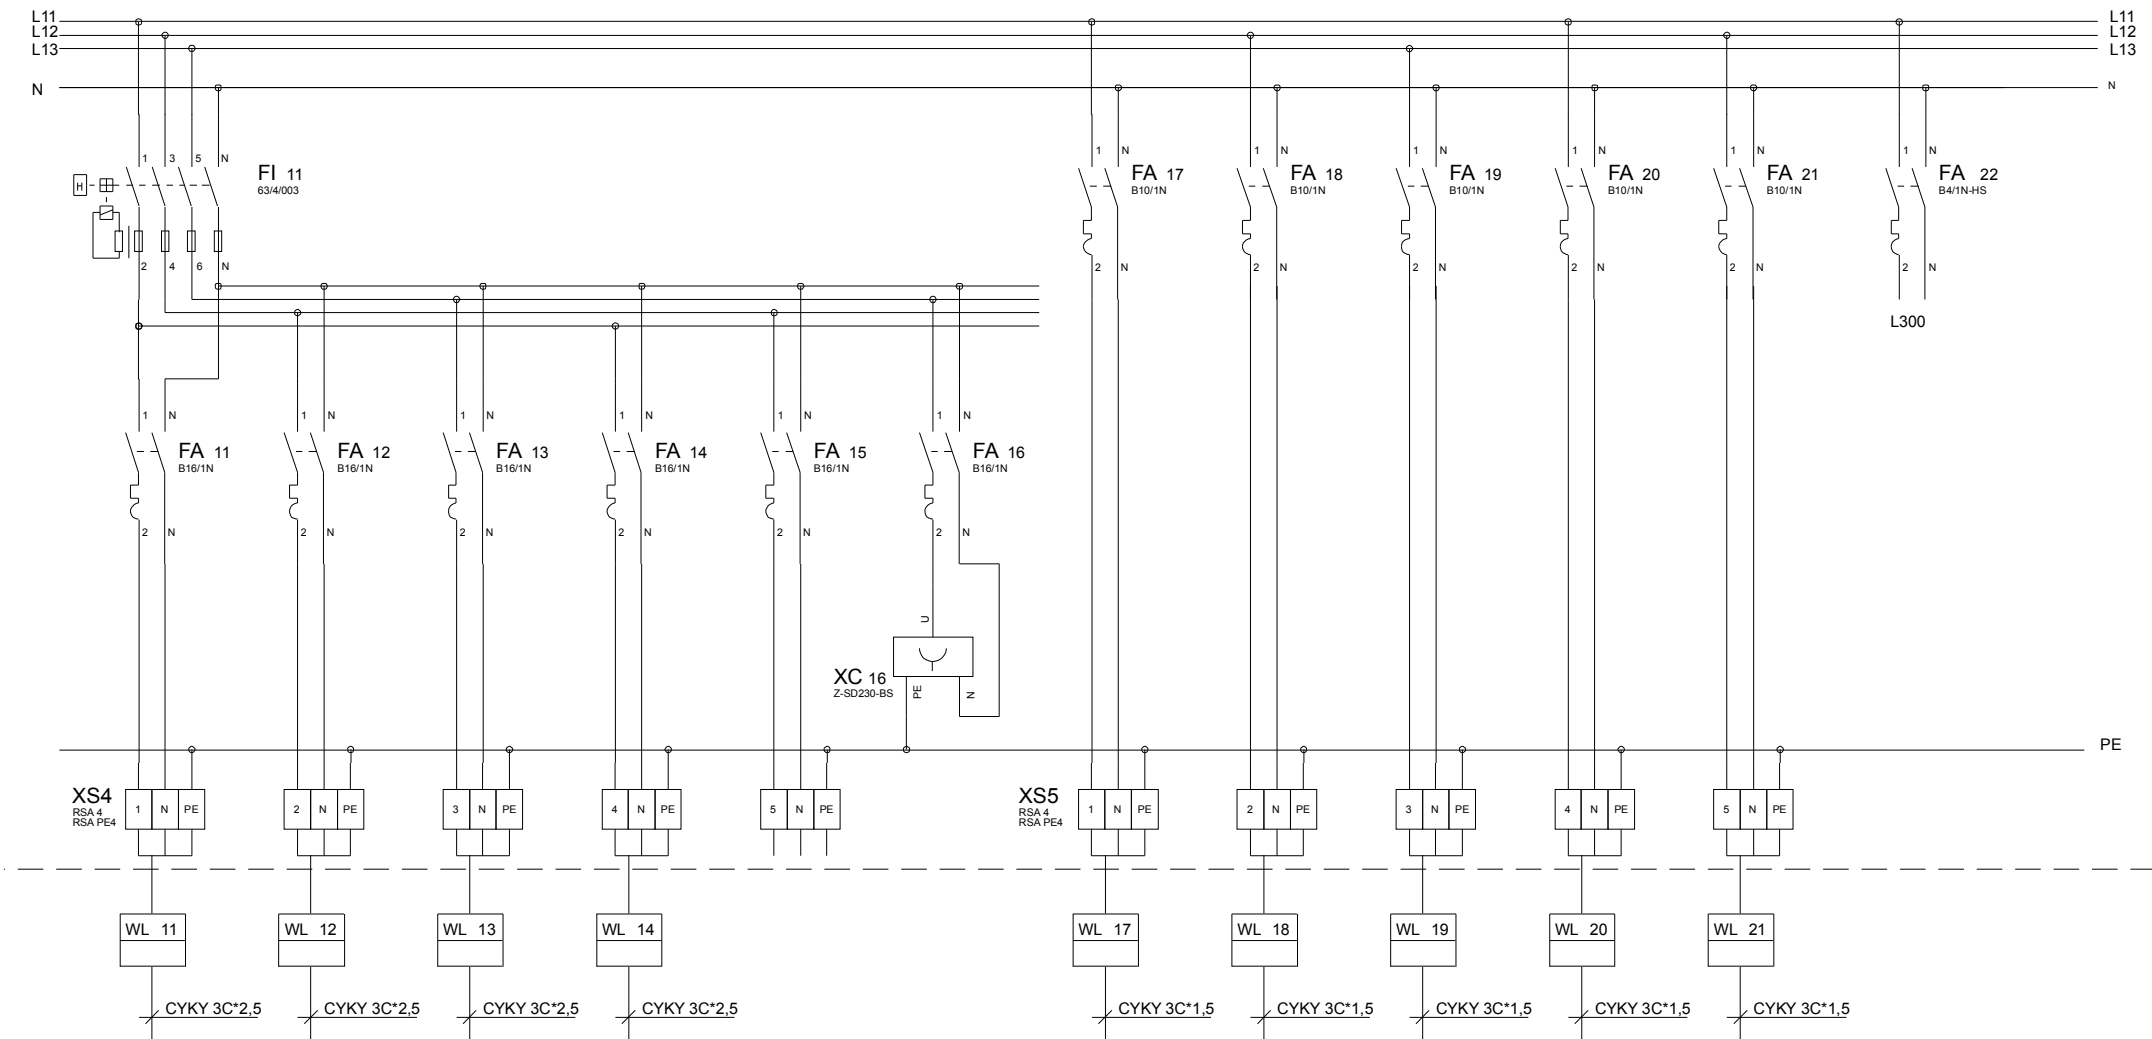 L11 L11
L12 L12
L13 L13
N N
1 3 5 N 1 N 1 N 1 N 1 N 1 N 1 N
H FI 11 FA 17 FA 18 FA 19 FA 20 FA 21 FA 22
63/4/003 B10/1N B10/1N B10/1N B10/1N B10/1N B4/1N-HS
2 4 6 N 2 N 2 N 2 N 2 N 2 N 2 N
L300
1 N 1 N 1 N 1 N 1 N 1 N
FA 11 FA 12 FA 13 FA 14 FA 15 FA 16
B16/1N B16/1N B16/1N B16/1N B16/1N B16/1N
2 N 2 N 2 N 2 N 2 N 2 N
U
XC 16
Z-SD230-BS PE N
PE
XS4 XS5
RSA 4 1 N PE 2 N PE 3 N PE 4 N PE 5 N PE RSA 4 1 N PE 2 N PE 3 N PE 4 N PE 5 N PE
RSA PE4 RSA PE4
WL 11 WL 12 WL 13 WL 14 WL 17 WL 18 WL 19 WL 20 WL 21
CYKY 3C*2,5 CYKY 3C*2,5 CYKY 3C*2,5 CYKY 3C*2,5 CYKY 3C*1,5 CYKY 3C*1,5 CYKY 3C*1,5 CYKY 3C*1,5 CYKY 3C*1,5